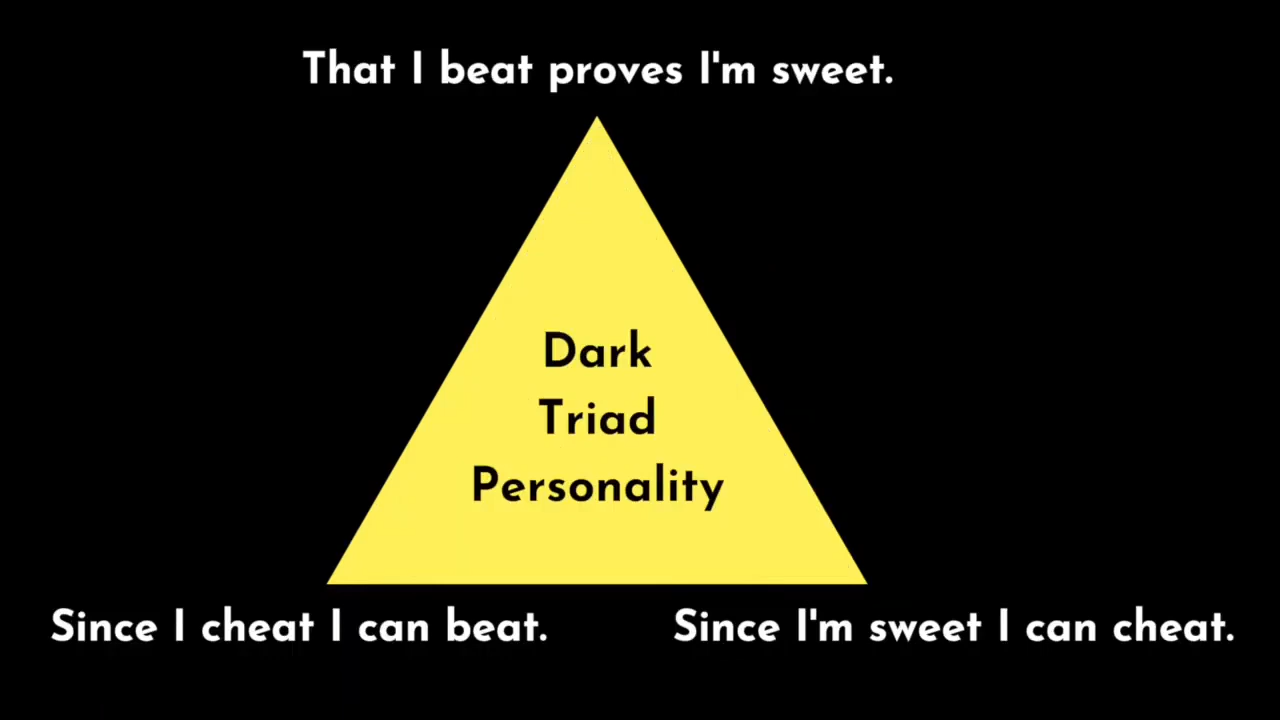 That I beat proves I'm sweet.
Dark
Triad
Personality
Since I cheat I can beat.
Since I'm sweet I can cheat.